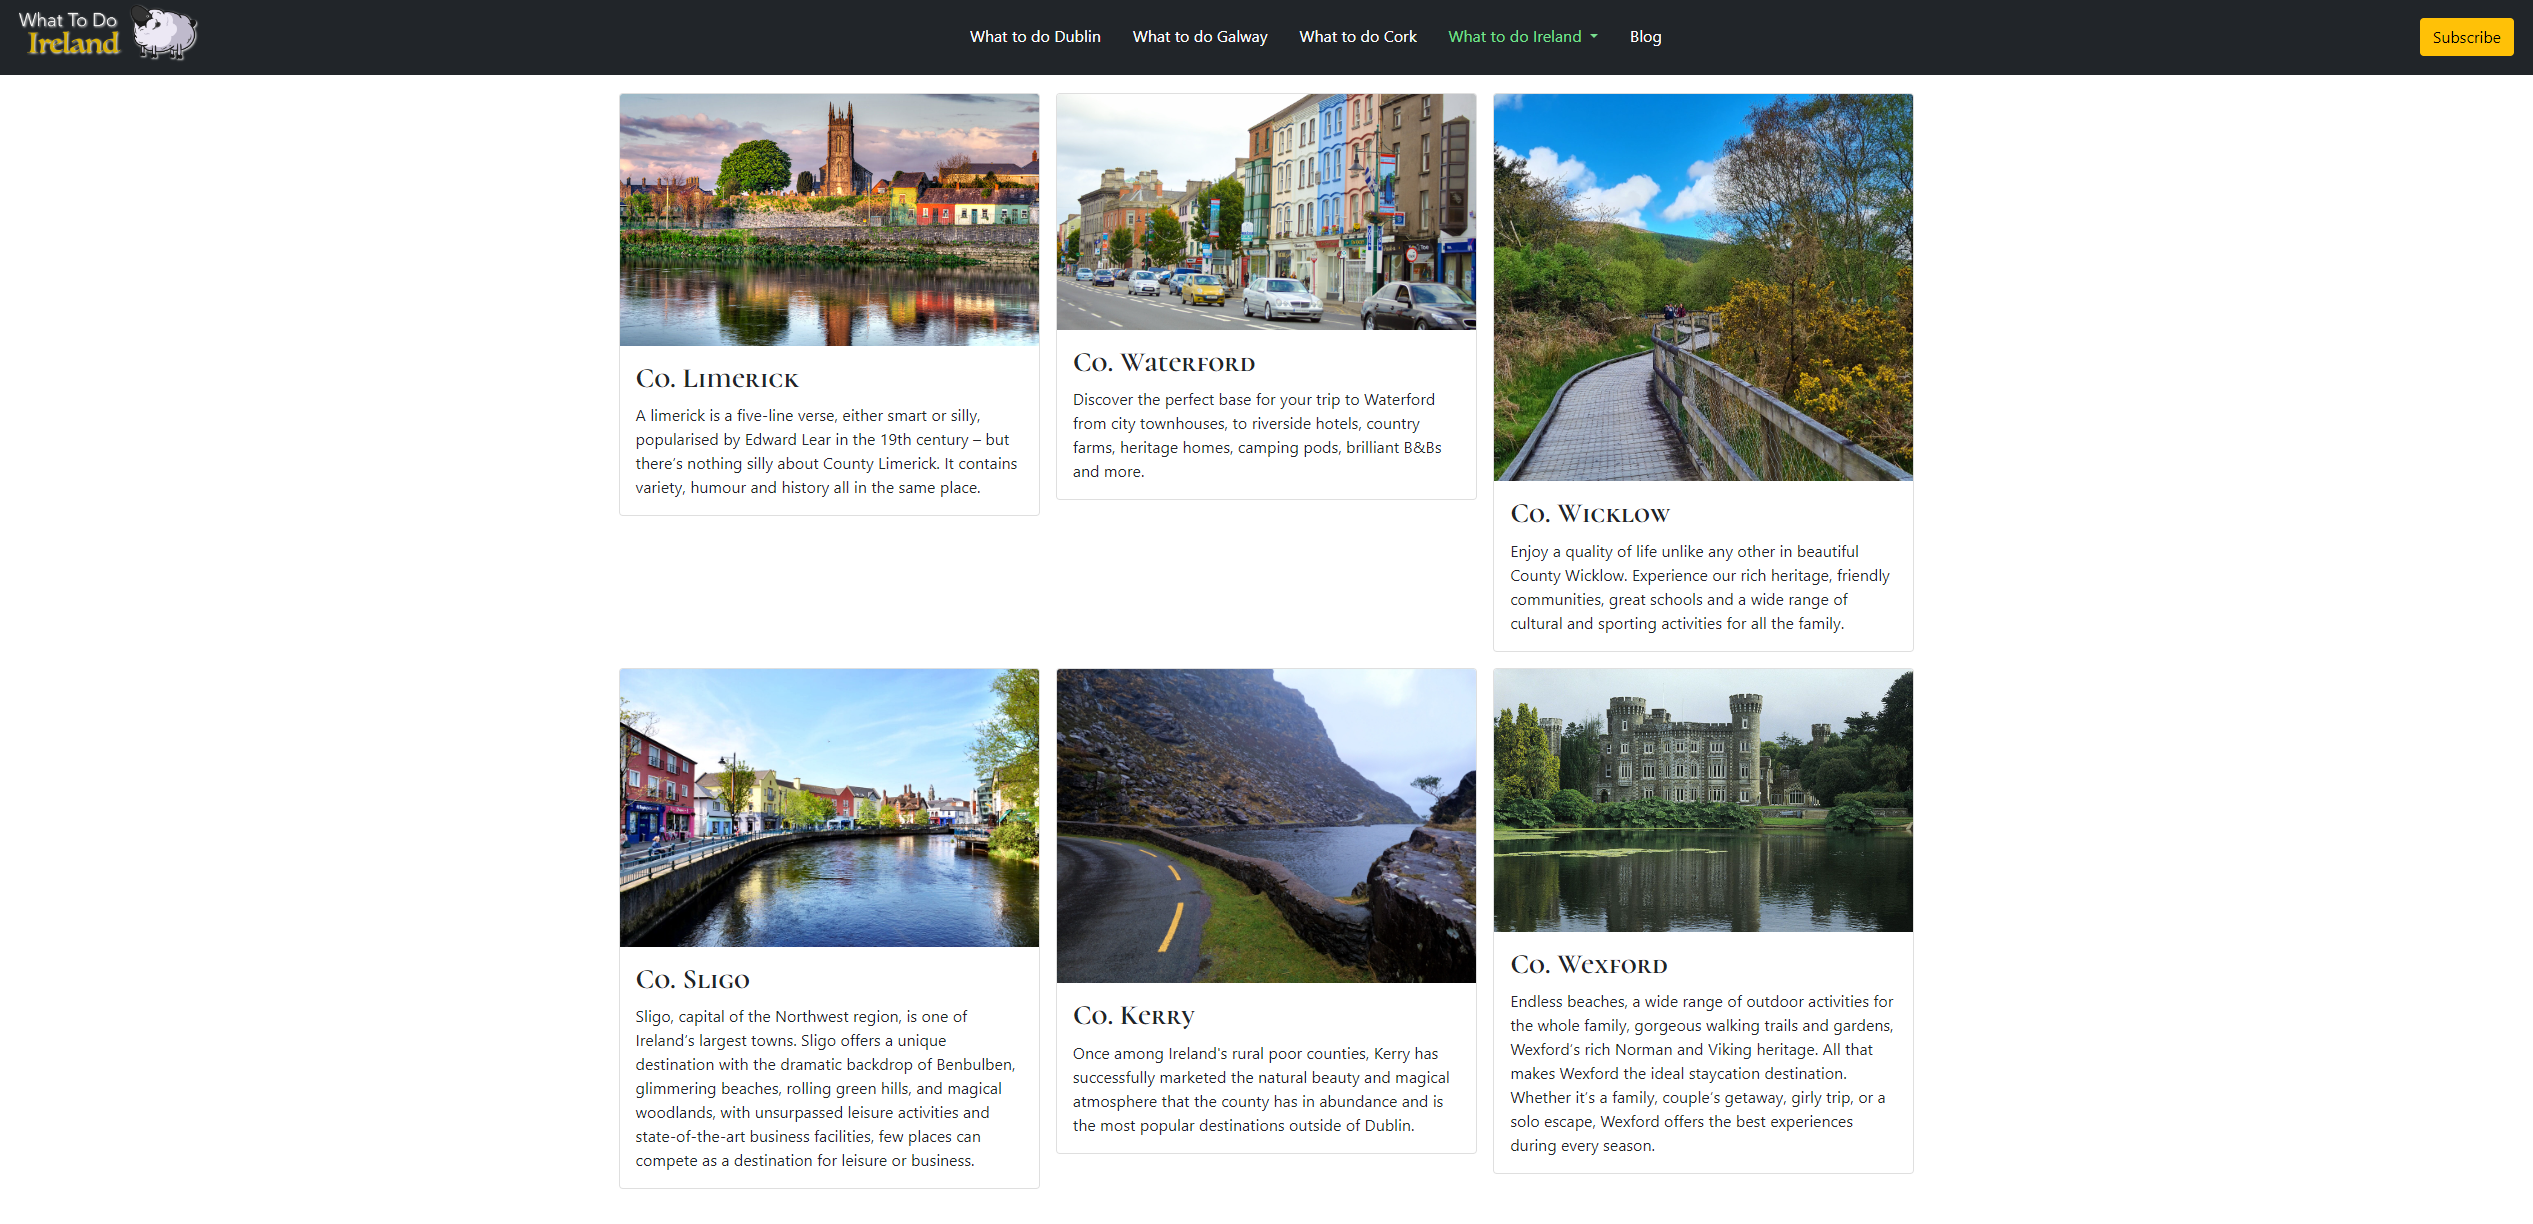 What To Do
Ireland
What to do Dublin
What to do Galway
What to do Cork
What to do Ireland
Blog
Subscribe
Co. Limerick
A limerick is a five-line verse, either smart or silly,
popularised by Edward Lear in the 19th century – but
there's nothing silly about County Limerick. It contains
variety, humour and history all in the same place.
Co. Waterford
Discover the perfect base for your trip to Waterford
from city townhouses, to riverside hotels, country
farms, heritage homes, camping pods, brilliant B&Bs
and more.
Co. Wicklow
Enjoy a quality of life unlike any other in beautiful
County Wicklow. Experience our rich heritage, friendly
communities, great schools and a wide range of
cultural and sporting activities for all the family.
Co. Sligo
Sligo, capital of the Northwest region, is one of
Ireland's largest towns. Sligo offers a unique
destination with the dramatic backdrop of Benbulben,
glimmering beaches, rolling green hills, and magical
woodlands, with unsurpassed leisure activities and
state-of-the-art business facilities, few places can
compete as a destination for leisure or business.
Co. Kerry
Once among Ireland's rural poor counties, Kerry has
successfully marketed the natural beauty and magical
atmosphere that the county has in abundance and is
the most popular destinations outside of Dublin.
Co. Wexford
Endless beaches, a wide range of outdoor activities for
the whole family, gorgeous walking trails and gardens,
Wexford's rich Norman and Viking heritage. All that
makes Wexford the ideal staycation destination.
Whether it's a family, couple's getaway, girly trip, or a
solo escape, Wexford offers the best experiences
during every season.